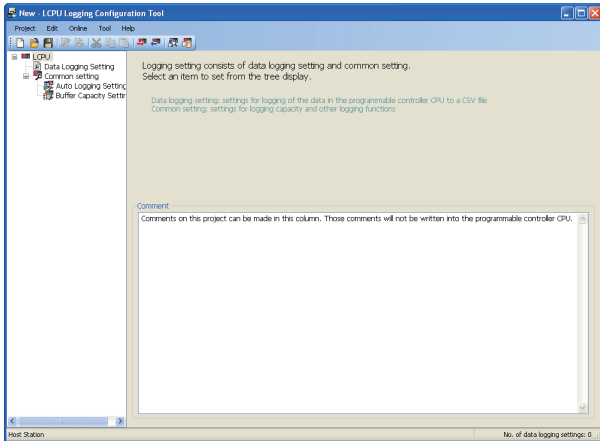 New - LCPU Logging Configuration Tool
Project Edit Online Tool Help
LCPU
Data Logging Setting
Common setting
Auto Logging Setting
Buffer Capacity Settir
Logging setting consists of data logging setting and common setting.
Select an item to set from the tree display.
Data logging setting: settings for logging of the data in the programmable controller CPU to a CSV file
Common setting: settings for logging capacity and other logging functions
Comment
Comments on this project can be made in this column. Those comments will not be written into the programmable controller CPU.
Host Station
No. of data logging settings: 0